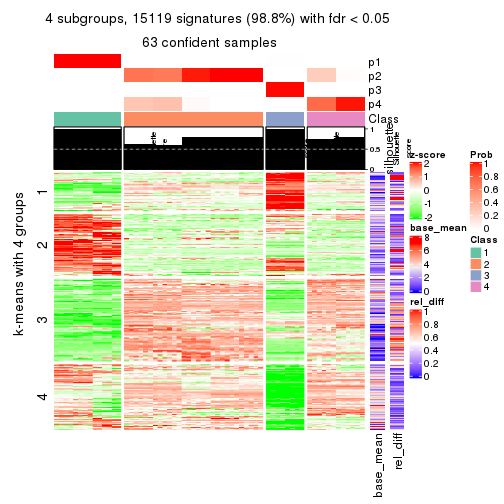 4 subgroups, 15119 signatures (98.8%) with fdr < 0.05
63 confident samples
p1
p2
p3
p4
Class
1
0.5
0
silhouette
k-means with 4 groups
1
2
3
4
z-score
2
1
0
-1
-2
base_mean
8
6
4
2
0
rel_diff
1
0.8
0.6
0.4
0.2
0
Prob
1
0.8
0.6
0.4
0.2
0
Class
1
2
3
4
base_mean
rel_diff